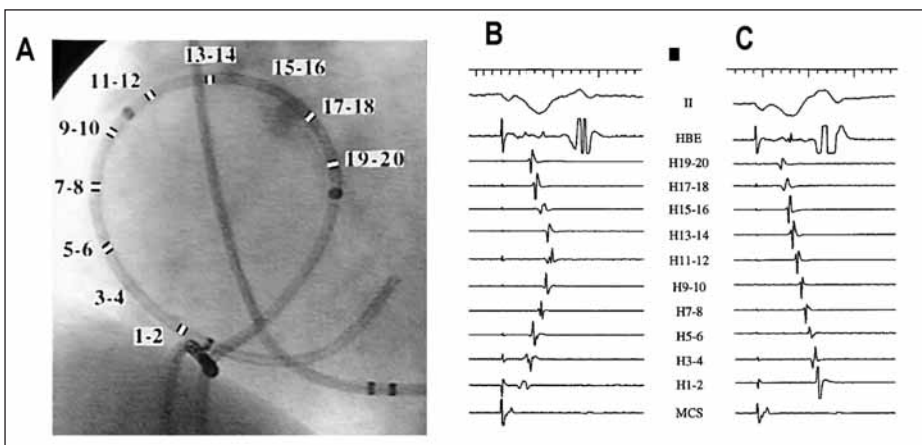 A
13-14
15-16
11-12
17-18
9-10
19-20
7-8
5-6
3-4
1-2
B
C
II
HBE
H19-20
H17-18
H15-16
H13-14
H11-12
H9-10
H7-8
H5-6
H3-4
H1-2
MCS